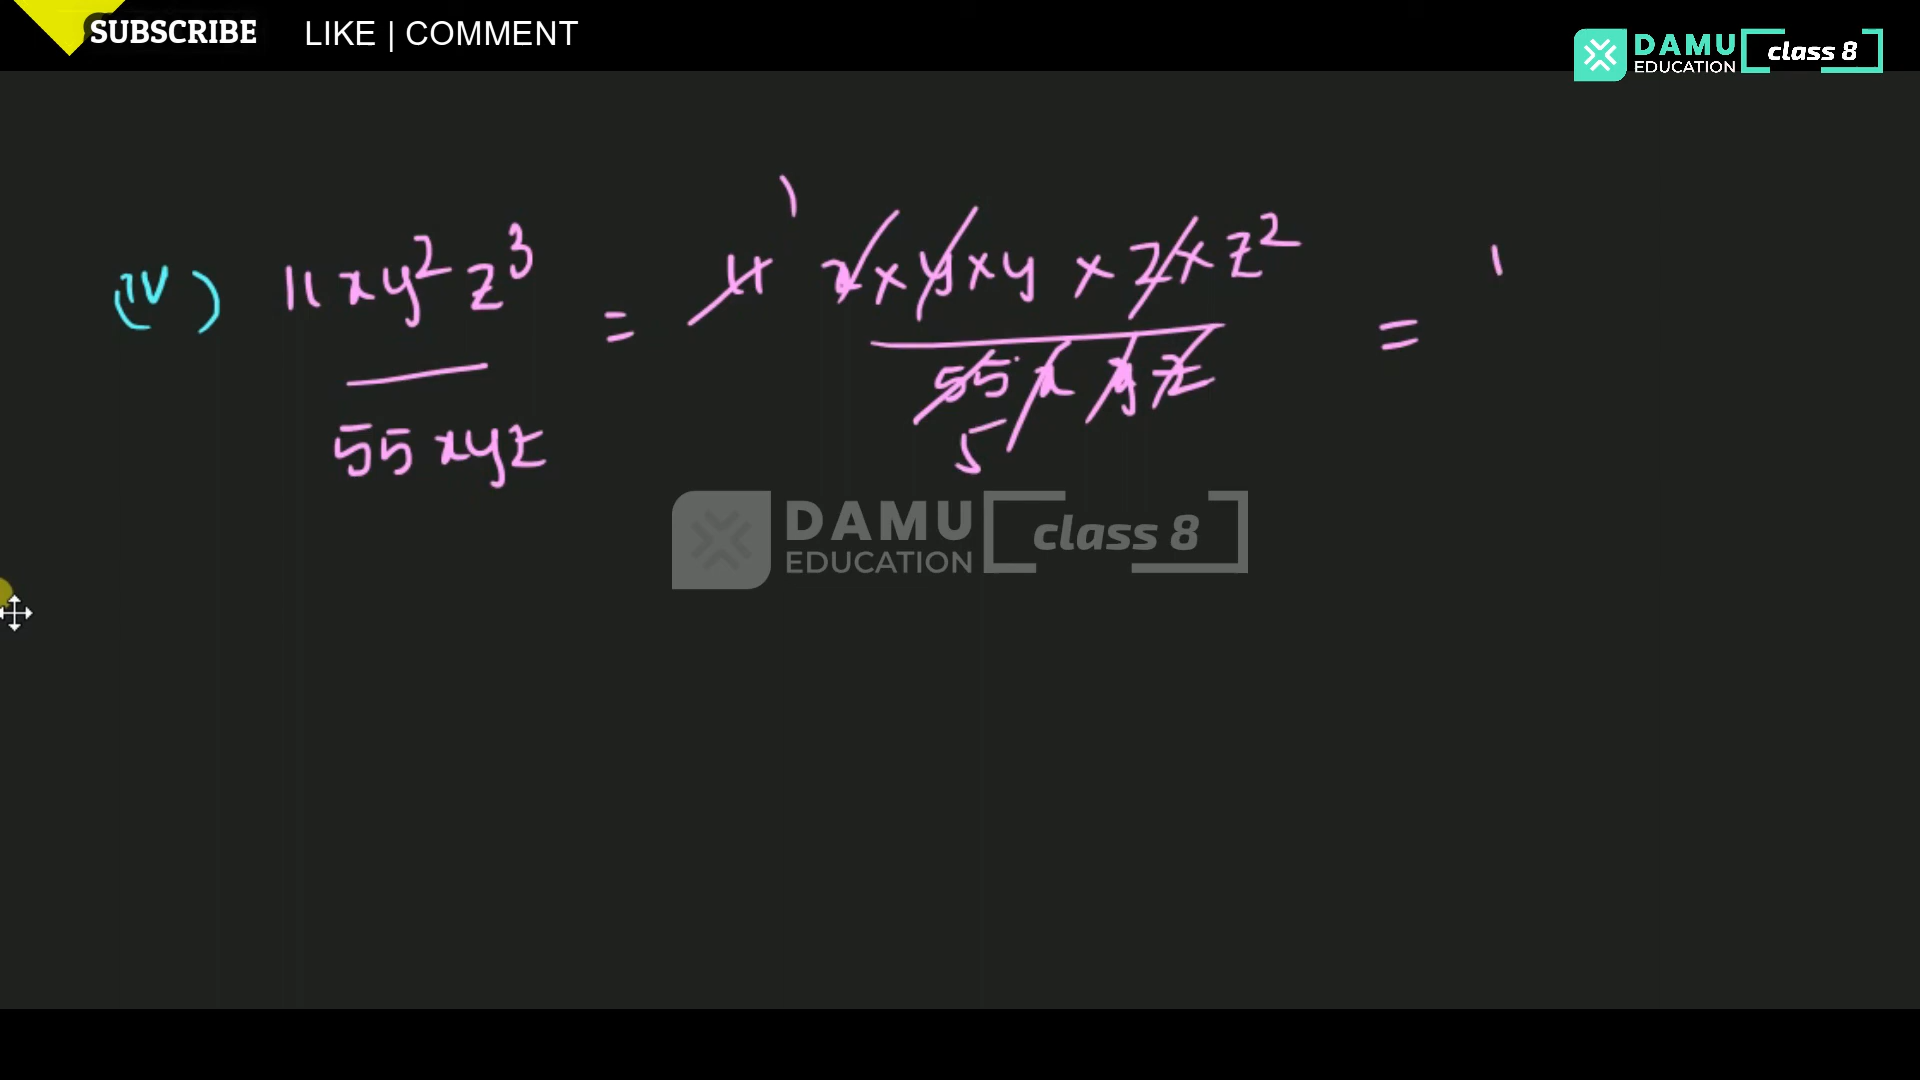 SUBSCRIBE LIKE | COMMENT
DAMU EDUCATION class 8
(iv) 11xy²z³ / 55xyz = 11 x × y × y × z × z² / 55 x y z = 1
1
5
DAMU EDUCATION class 8